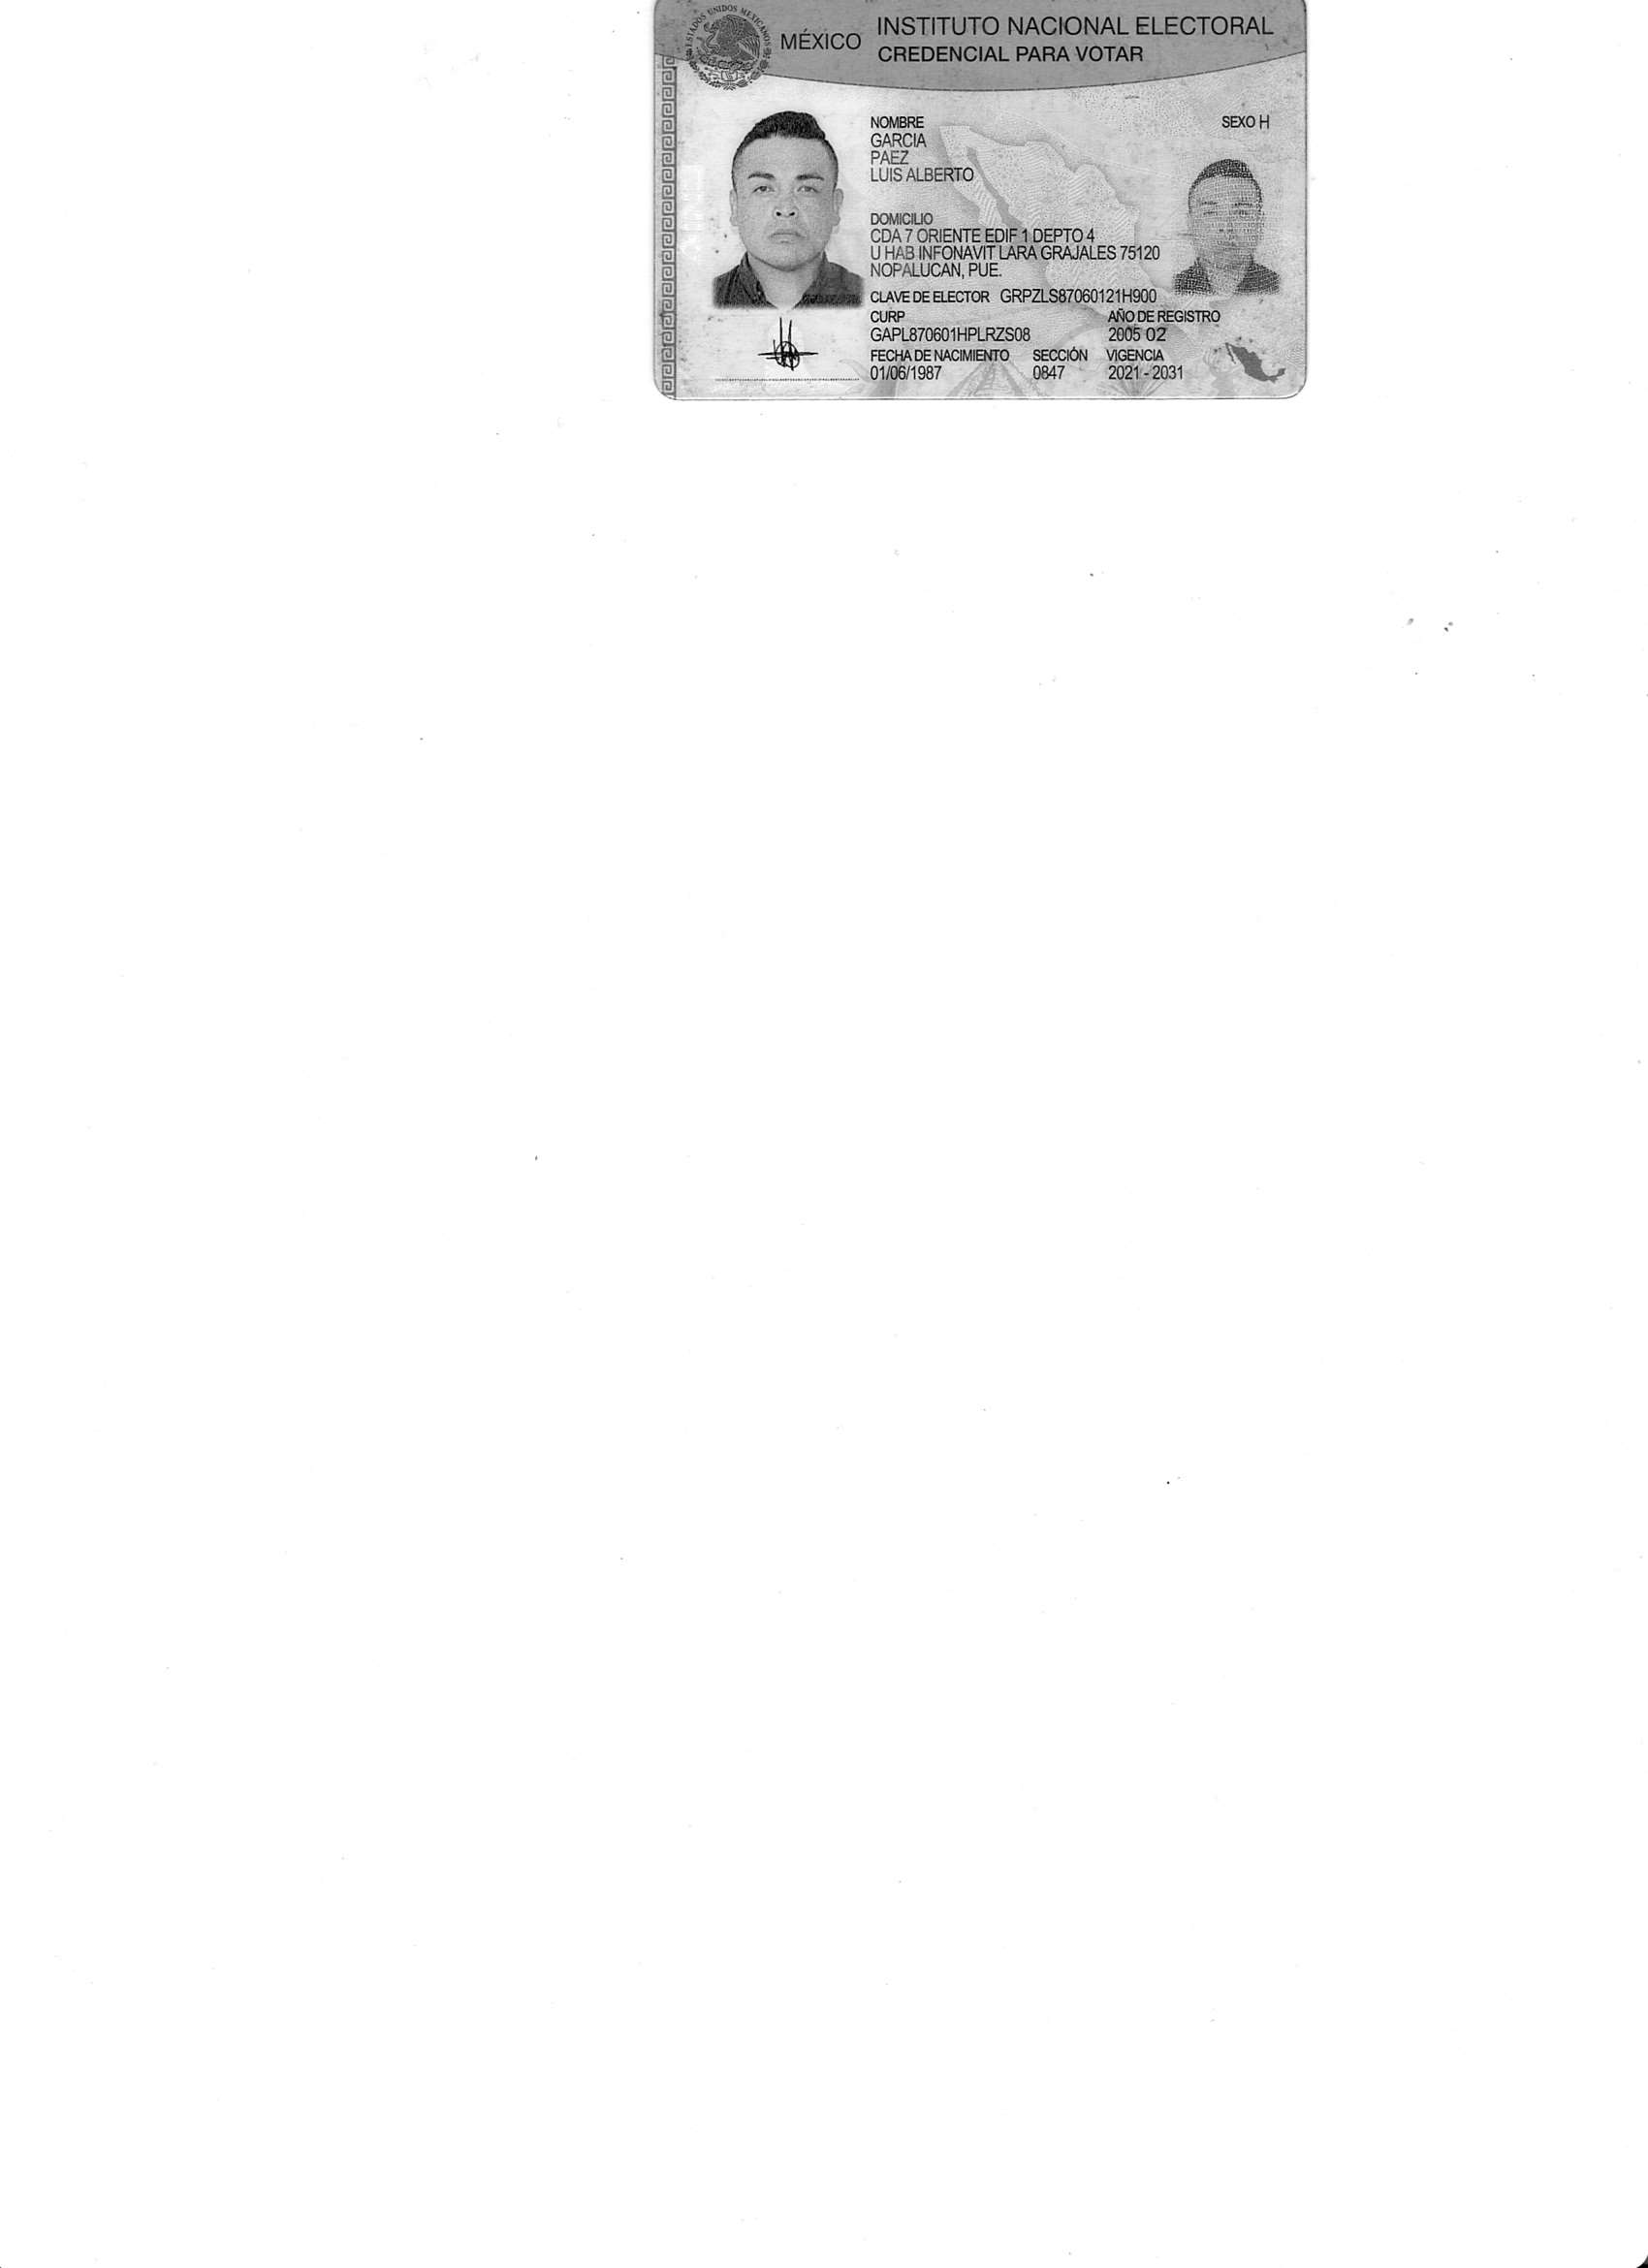 ESTADOS UNIDOS MEXICANOS
MÉXICO
INSTITUTO NACIONAL ELECTORAL
CREDENCIAL PARA VOTAR
NOMBRE
SEXO H
GARCIA
PAEZ
LUIS ALBERTO
DOMICILIO
CDA 7 ORIENTE EDIF 1 DEPTO 4
U HAB INFONAVIT LARA GRAJALES 75120
NOPALUCAN, PUE.
CLAVE DE ELECTOR GRPZLS87060121H900
CURP AÑO DE REGISTRO
GAPL870601HPLRZS08 2005 02
FECHA DE NACIMIENTO SECCIÓN VIGENCIA
01/06/1987 0847 2021 - 2031